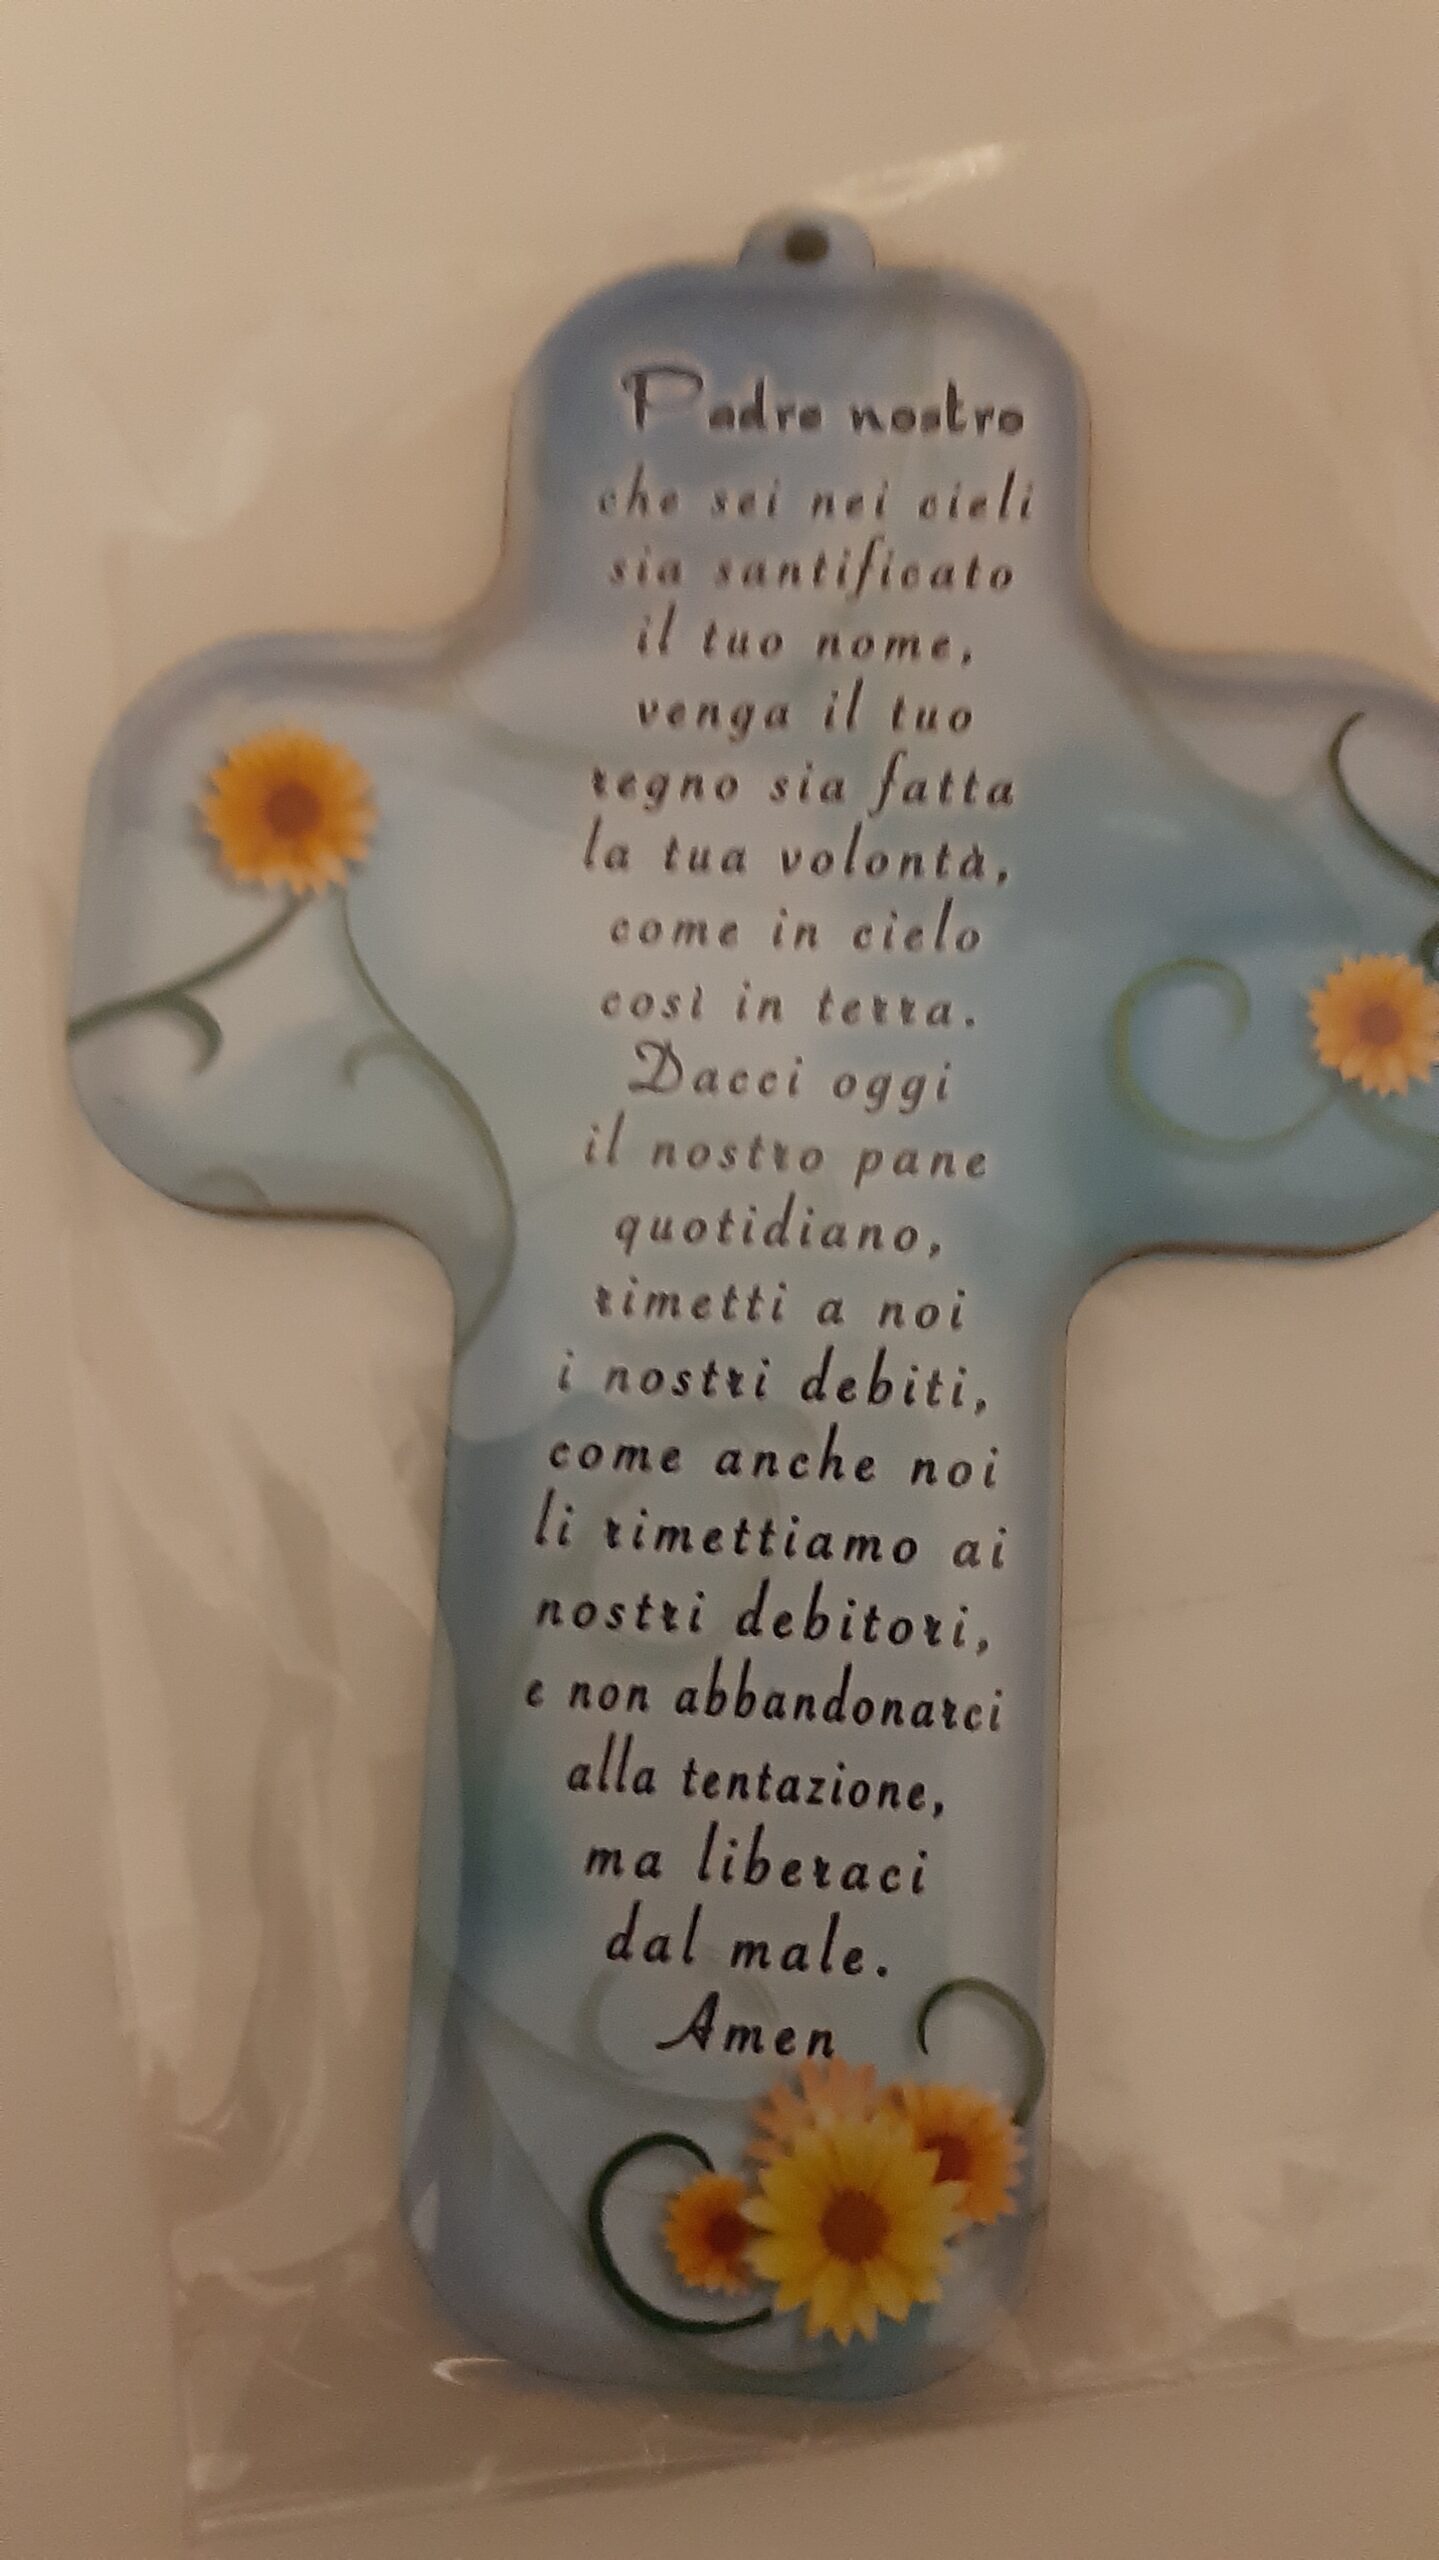 Padre nostro
che sei nei cieli
sia santificato
il tuo nome,
venga il tuo
regno sia fatta
la tua volontà,
come in cielo
così in terra.
Dacci oggi
il nostro pane
quotidiano,
rimetti a noi
i nostri debiti,
come anche noi
li rimettiamo ai
nostri debitori,
e non abbandonarci
alla tentazione,
ma liberaci
dal male.
Amen